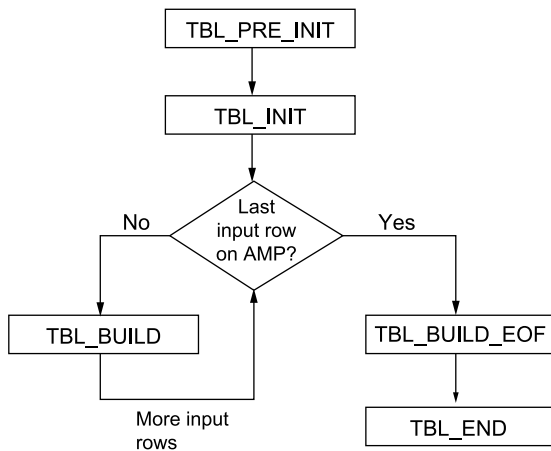 TBL_PRE_INIT
TBL_INIT
Last
input row
on AMP?
No
Yes
TBL_BUILD
TBL_BUILD_EOF
More input
rows
TBL_END